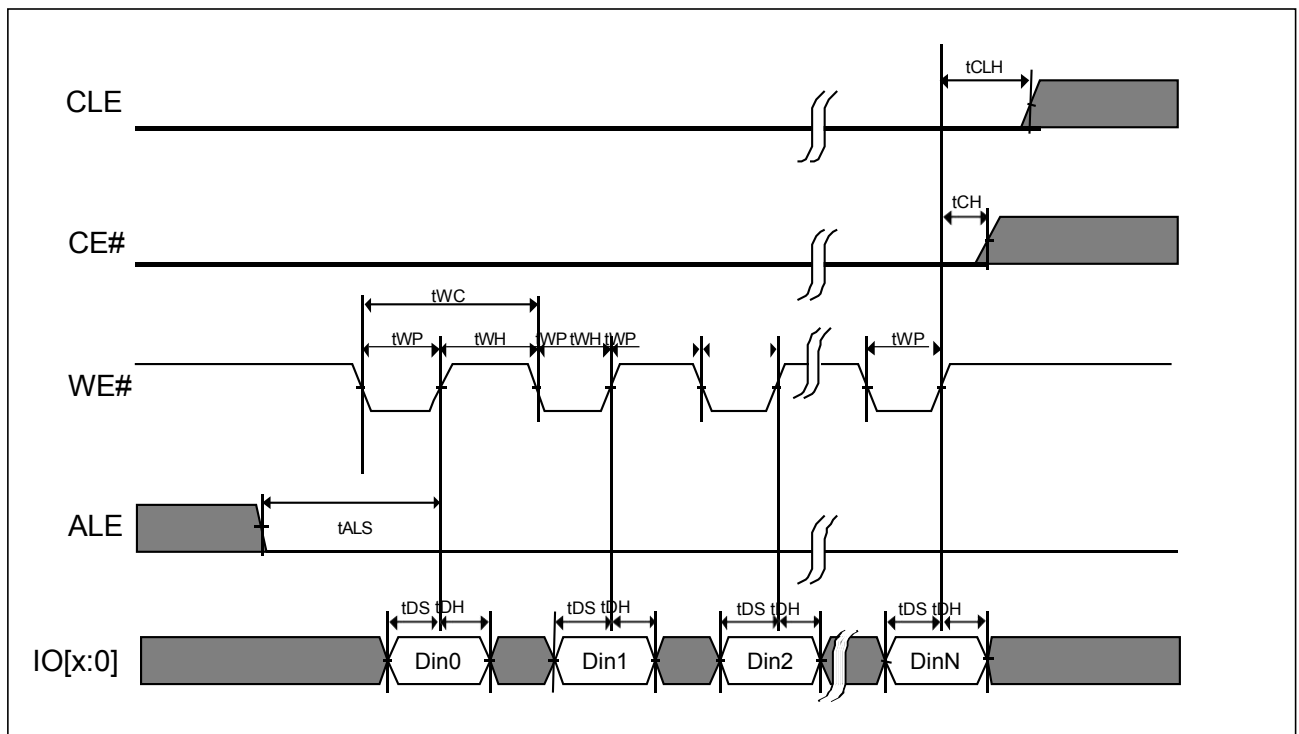 tCLH
CLE
tCH
CE#
tWC
tWP tWH tWP tWH tWP tWP
WE#
ALE
tALS
tDS tDH tDS tDH tDS tDH tDS tDH
IO[x:0] Din0 Din1 Din2 DinN